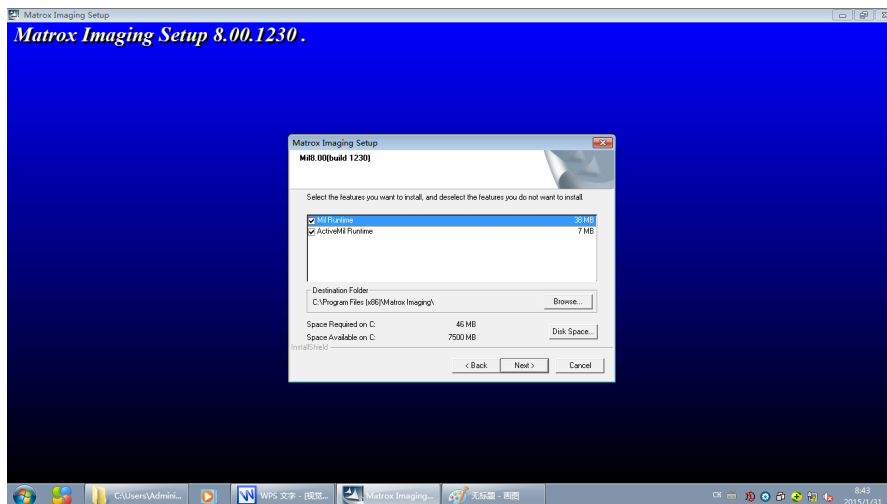 Matrox Imaging Setup
Matrox Imaging Setup 8.00.1230 .
Matrox Imaging Setup
Mil8.00(build 1230)
Select the features you want to install, and deselect the features you do not want to install.
Mil Runtime 38 MB
ActiveMil Runtime 7 MB
Destination Folder
C:\Program Files (x86)\Matrox Imaging\
Browse...
Space Required on C: 46 MB
Space Available on C: 7500 MB
Disk Space...
InstallShield
< Back Next > Cancel
C:\Users\Admini... WPS 文字 - [视觉... Matrox Imaging... 无标题 - 画图 CH 8:43
2015/1/31